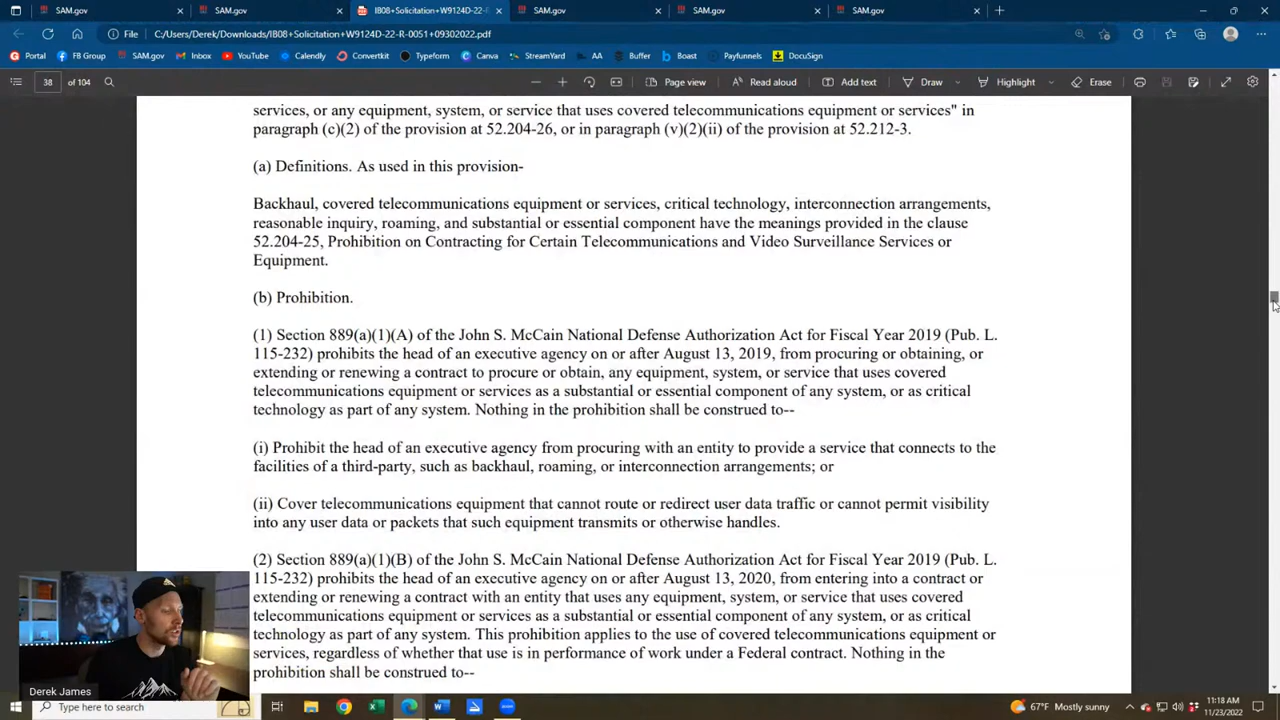 SAM.gov
SAM.gov
IB08+Solicitation+W9124D-22-R-0
SAM.gov
SAM.gov
SAM.gov
File
C:/Users/Derek/Downloads/IB08+Solicitation+W9124D-22-R-0051+09302022.pdf
Portal
FB Group
SAM.gov
Inbox
YouTube
Calendly
Convertkit
Typeform
Canva
StreamYard
AA
Buffer
Boast
Payfunnels
DocuSign
38 of 104
Page view
Read aloud
Add text
Draw
Highlight
Erase
services, or any equipment, system, or service that uses covered telecommunications equipment or services" in
paragraph (c)(2) of the provision at 52.204-26, or in paragraph (v)(2)(ii) of the provision at 52.212-3.
(a) Definitions. As used in this provision-
Backhaul, covered telecommunications equipment or services, critical technology, interconnection arrangements,
reasonable inquiry, roaming, and substantial or essential component have the meanings provided in the clause
52.204-25, Prohibition on Contracting for Certain Telecommunications and Video Surveillance Services or
Equipment.
(b) Prohibition.
(1) Section 889(a)(1)(A) of the John S. McCain National Defense Authorization Act for Fiscal Year 2019 (Pub. L.
115-232) prohibits the head of an executive agency on or after August 13, 2019, from procuring or obtaining, or
extending or renewing a contract to procure or obtain, any equipment, system, or service that uses covered
telecommunications equipment or services as a substantial or essential component of any system, or as critical
technology as part of any system. Nothing in the prohibition shall be construed to--
(i) Prohibit the head of an executive agency from procuring with an entity to provide a service that connects to the
facilities of a third-party, such as backhaul, roaming, or interconnection arrangements; or
(ii) Cover telecommunications equipment that cannot route or redirect user data traffic or cannot permit visibility
into any user data or packets that such equipment transmits or otherwise handles.
(2) Section 889(a)(1)(B) of the John S. McCain National Defense Authorization Act for Fiscal Year 2019 (Pub. L.
115-232) prohibits the head of an executive agency on or after August 13, 2020, from entering into a contract or
extending or renewing a contract with an entity that uses any equipment, system, or service that uses covered
telecommunications equipment or services as a substantial or essential component of any system, or as critical
technology as part of any system. This prohibition applies to the use of covered telecommunications equipment or
services, regardless of whether that use is in performance of work under a Federal contract. Nothing in the
prohibition shall be construed to--
Derek James
Type here to search
67°F Mostly sunny
11:18 AM
11/23/2022